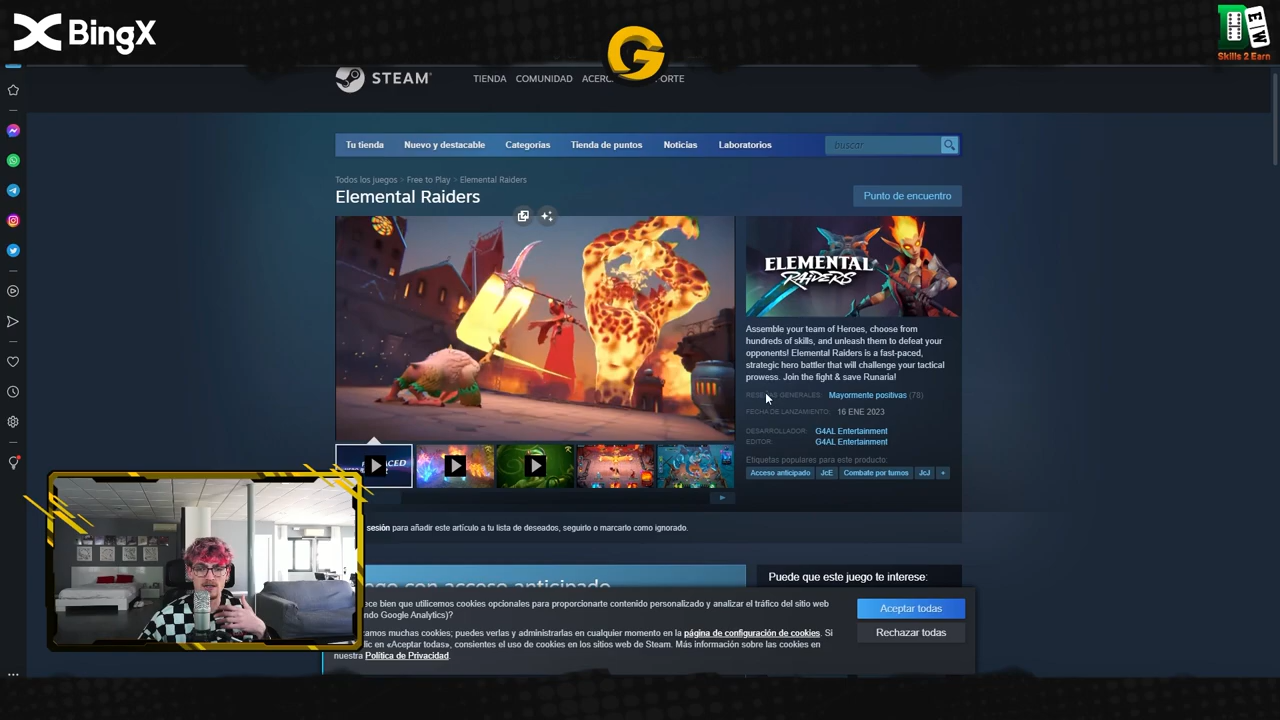 BingX
G
EW
Skills 2 Earn
STEAM
TIENDA COMUNIDAD ACERC ORTE
Tu tienda Nuevo y destacable Categorías Tienda de puntos Noticias Laboratorios
buscar
Todos los juegos > Free to Play > Elemental Raiders
Elemental Raiders
Punto de encuentro
ELEMENTAL
RAIDERS
Assemble your team of Heroes, choose from
hundreds of skills, and unleash them to defeat your
opponents! Elemental Raiders is a fast-paced,
strategic hero battler that will challenge your tactical
prowess. Join the fight & save Runaria!
RESEÑAS GENERALES: Mayormente positivas (78)
FECHA DE LANZAMIENTO: 16 ENE 2023
DESARROLLADOR: G4AL Entertainment
EDITOR: G4AL Entertainment
Etiquetas populares para este producto:
Acceso anticipado JcE Combate por turnos JcJ +
sesión para añadir este artículo a tu lista de deseados, seguirlo o marcarlo como ignorado.
ego con acceso anticipado
Puede que este juego te interese:
ece bien que utilicemos cookies opcionales para proporcionarte contenido personalizado y analizar el tráfico del sitio web
ndo Google Analytics)?
Aceptar todas
zamos muchas cookies; puedes verlas y administrarlas en cualquier momento en la página de configuración de cookies. Si
lic en «Aceptar todas», consientes el uso de cookies en los sitios web de Steam. Más información sobre las cookies en
nuestra Política de Privacidad.
Rechazar todas